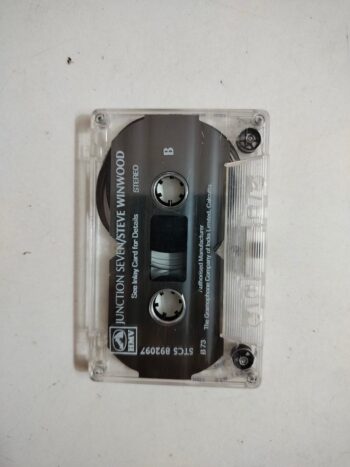 HMV
JUNCTION SEVEN/STEVE WINWOOD
See Inlay Card for Details
STEREO
B
STCS 892097
Authorised Manufacturer
The Gramophone Company of India Limited, Calcutta
B 73